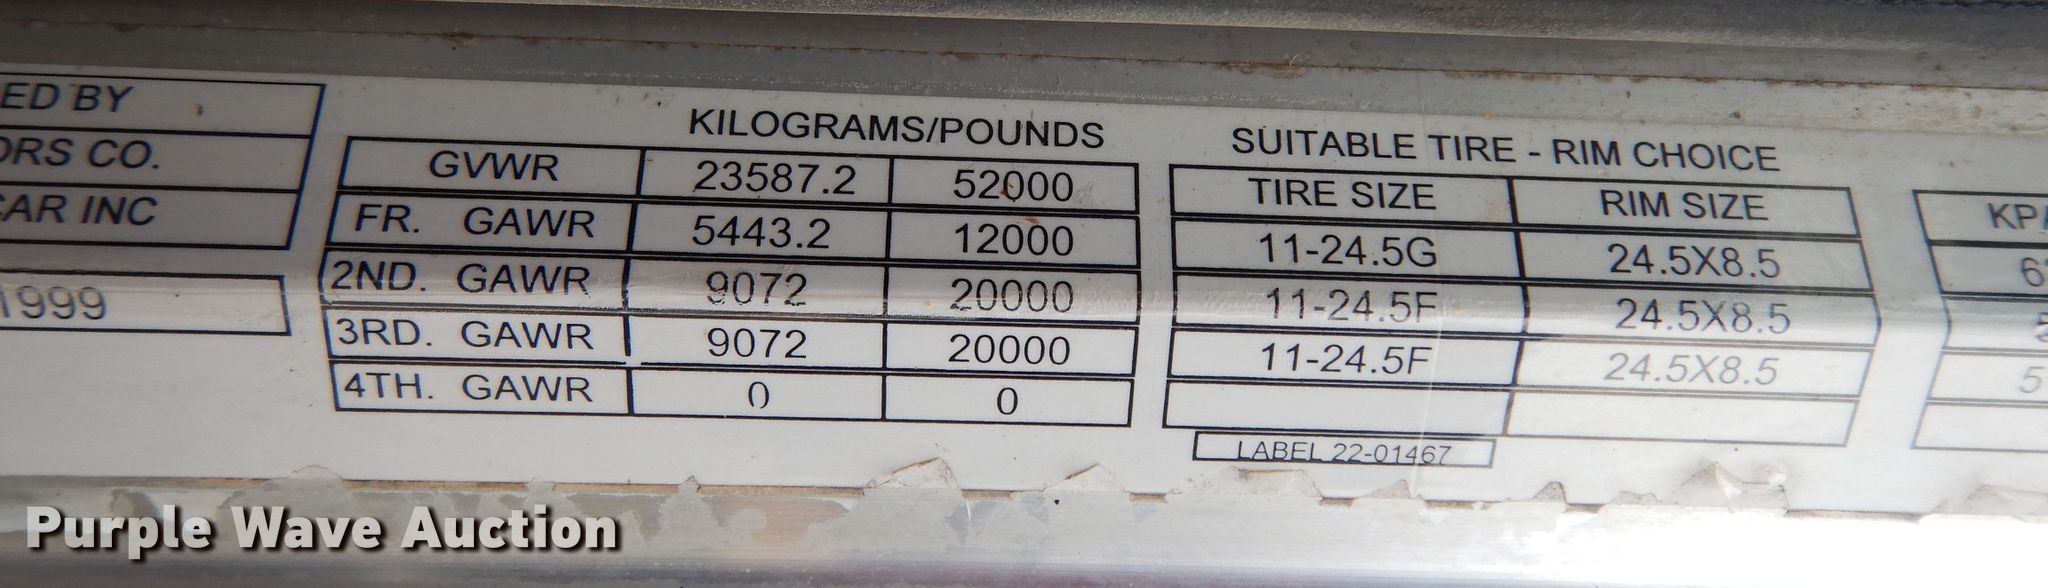 ED BY
ORS CO.
CAR INC
1999
KILOGRAMS/POUNDS
GVWR 23587.2 52000
FR. GAWR 5443.2 12000
2ND. GAWR 9072 20000
3RD. GAWR 9072 20000
4TH. GAWR 0 0
SUITABLE TIRE - RIM CHOICE
TIRE SIZE RIM SIZE
11-24.5G 24.5X8.5
11-24.5F 24.5X8.5
11-24.5F 24.5X8.5
LABEL 22-01467
KPA
Purple Wave Auction